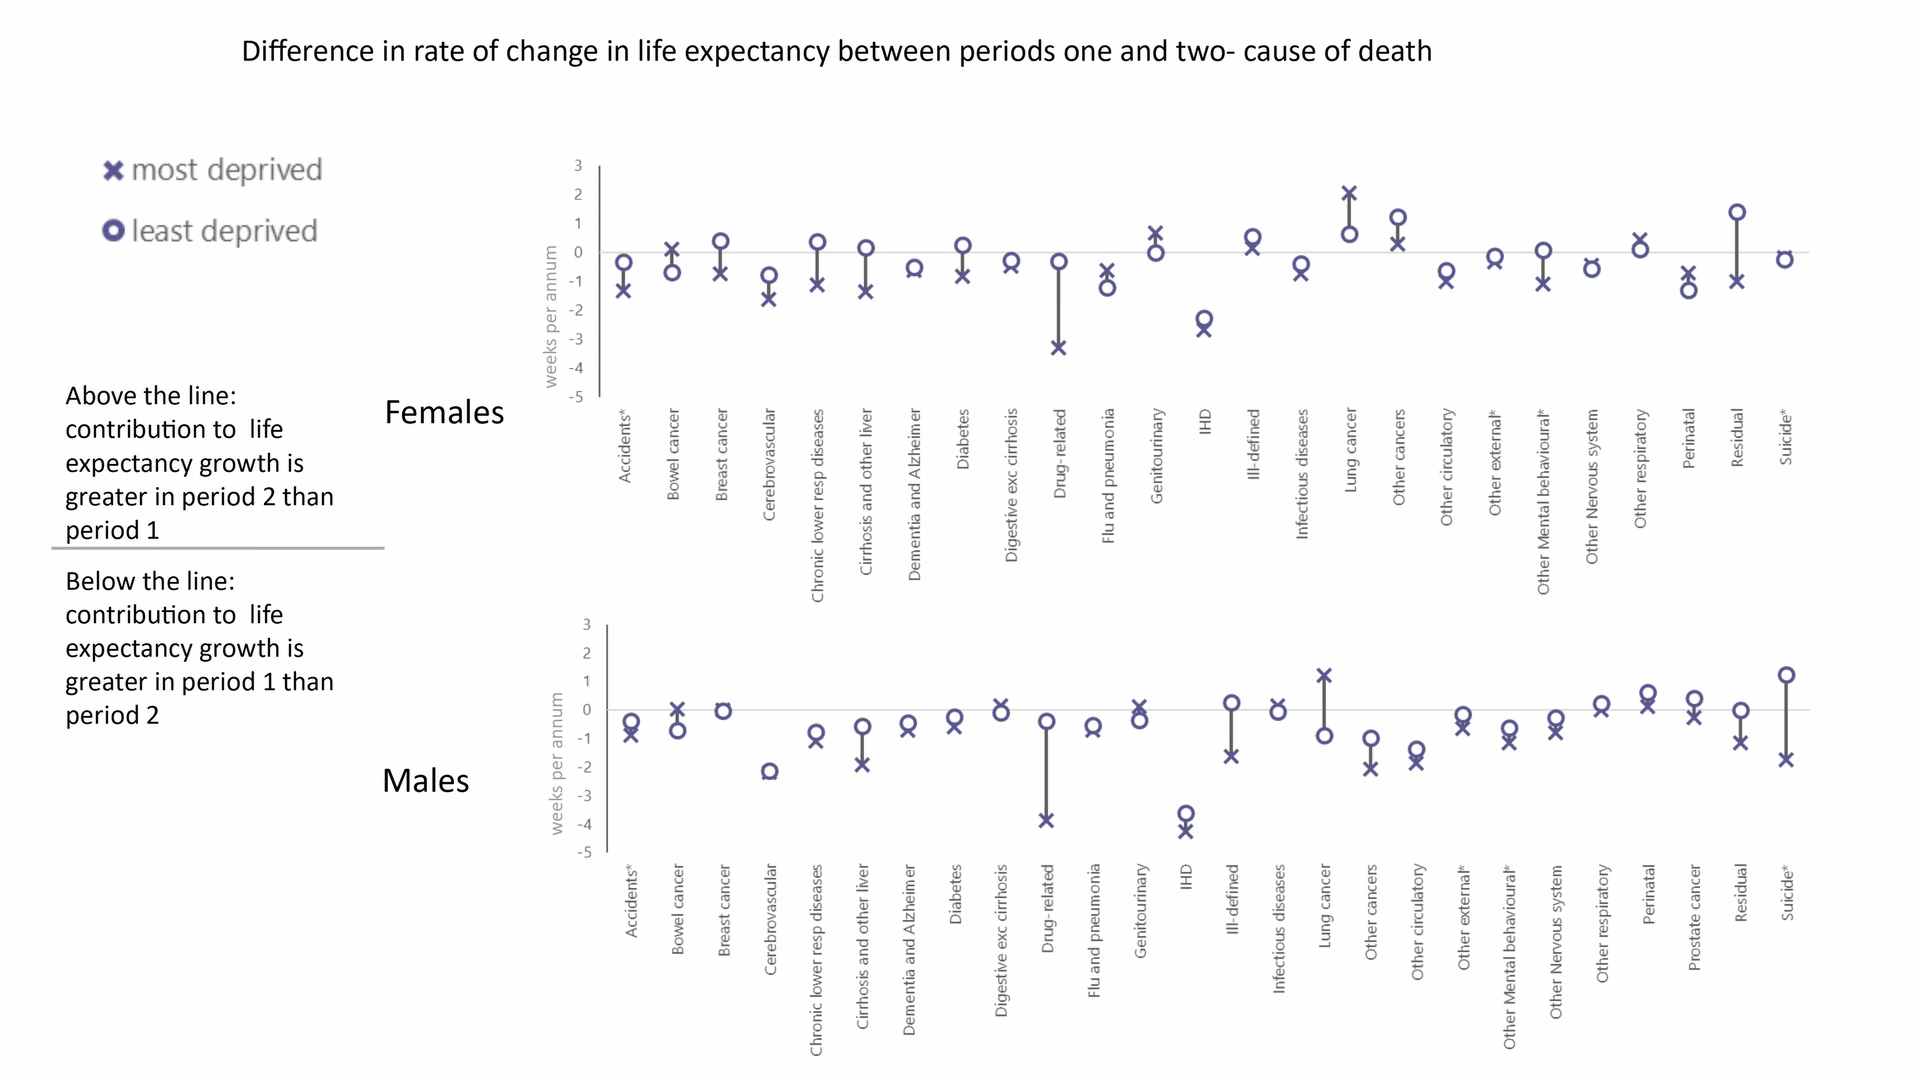 Difference in rate of change in life expectancy between periods one and two- cause of death
most deprived
least deprived
Above the line:
contribution to  life
expectancy growth is
greater in period 2 than
period 1
Below the line:
contribution to  life
expectancy growth is
greater in period 1 than
period 2
Females
weeks per annum
3
2
1
0
-1
-2
-3
-4
-5
Accidents*
Bowel cancer
Breast cancer
Cerebrovascular
Chronic lower resp diseases
Cirrhosis and other liver
Dementia and Alzheimer
Diabetes
Digestive exc cirrhosis
Drug-related
Flu and pneumonia
Genitourinary
IHD
Ill-defined
Infectious diseases
Lung cancer
Other cancers
Other circulatory
Other external*
Other Mental behavioural*
Other Nervous system
Other respiratory
Perinatal
Residual
Suicide*
Males
weeks per annum
3
2
1
0
-1
-2
-3
-4
-5
Accidents*
Bowel cancer
Breast cancer
Cerebrovascular
Chronic lower resp diseases
Cirrhosis and other liver
Dementia and Alzheimer
Diabetes
Digestive exc cirrhosis
Drug-related
Flu and pneumonia
Genitourinary
IHD
Ill-defined
Infectious diseases
Lung cancer
Other cancers
Other circulatory
Other external*
Other Mental behavioural*
Other Nervous system
Other respiratory
Perinatal
Prostate cancer
Residual
Suicide*